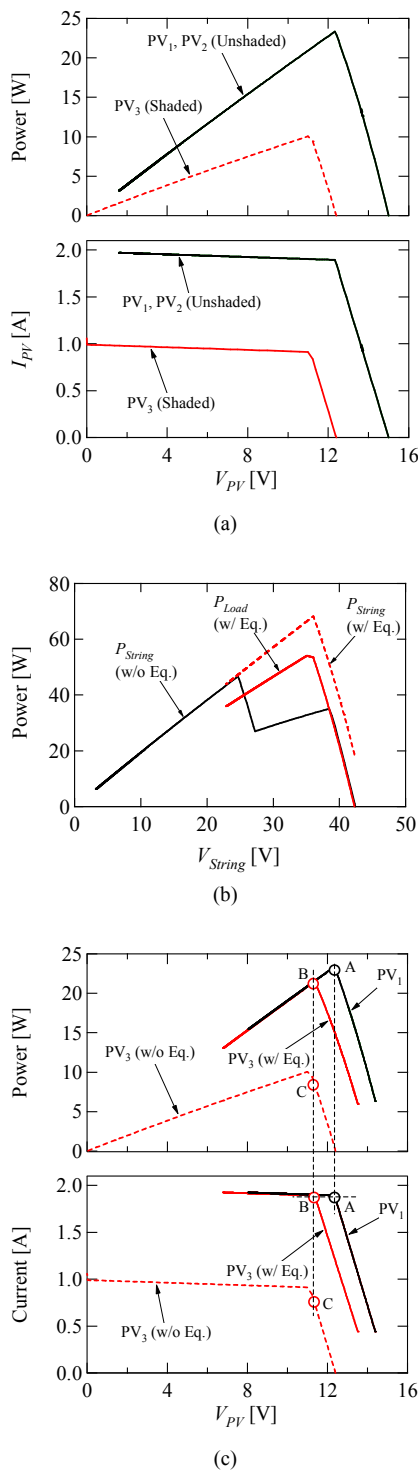 25
20
15
10
5
0
Power [W]
PV1, PV2 (Unshaded)
PV3 (Shaded)
2.0
1.5
1.0
0.5
0.0
IPV [A]
PV1, PV2 (Unshaded)
PV3 (Shaded)
0 4 8 12 16
VPV [V]
(a)
80
60
40
20
0
Power [W]
PString
(w/o Eq.)
PLoad
(w/ Eq.)
PString
(w/ Eq.)
0 10 20 30 40 50
VString [V]
(b)
25
20
15
10
5
0
Power [W]
B
A
PV1
PV3 (w/ Eq.)
PV3 (w/o Eq.)
C
2.0
1.5
1.0
0.5
0.0
Current [A]
B
A
PV1
PV3 (w/ Eq.)
C
PV3 (w/o Eq.)
0 4 8 12 16
VPV [V]
(c)